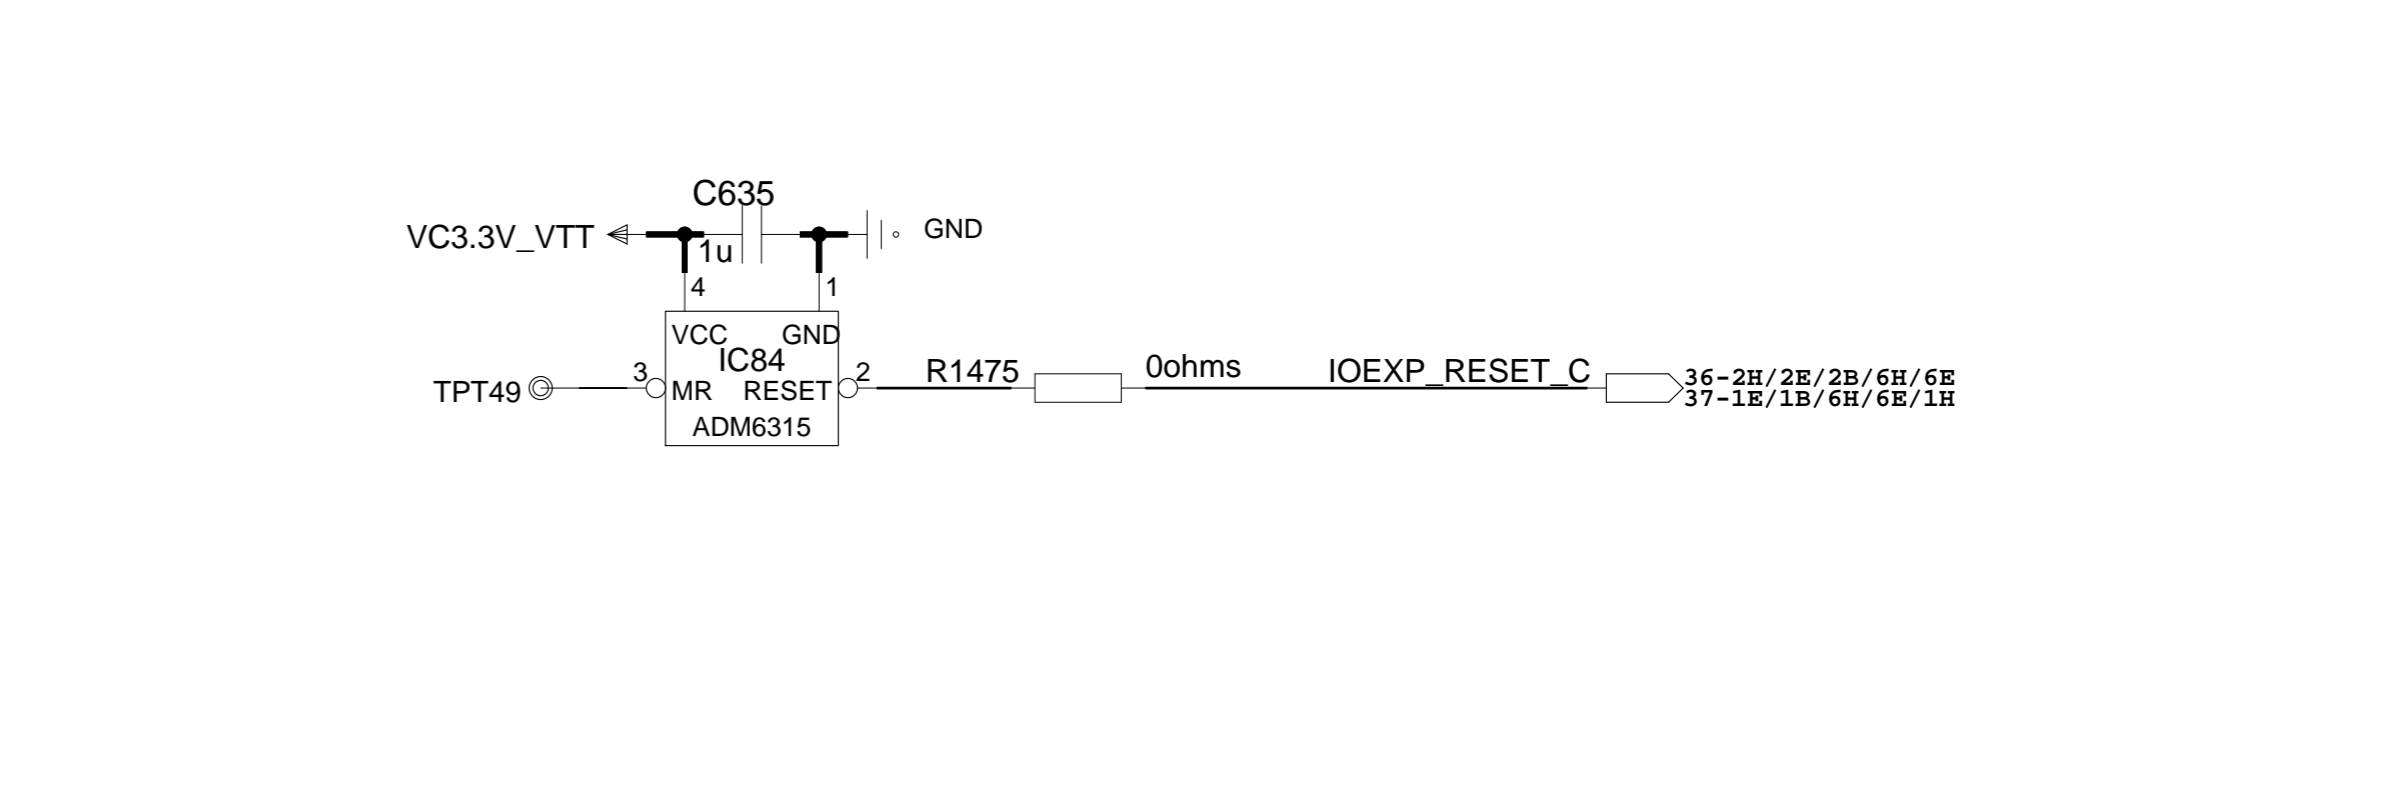 C635
VC3.3V_VTT
GND
1u
4
1
VCC GND
IC84
TPT49
3
MR RESET
2
ADM6315
R1475
0ohms
IOEXP_RESET_C
36-2H/2E/2B/6H/6E
37-1E/1B/6H/6E/1H